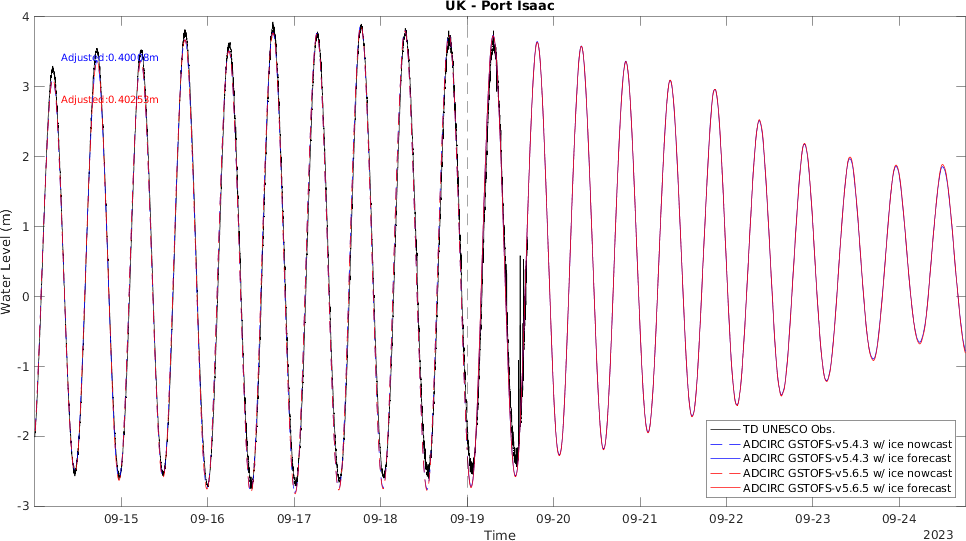 UK - Port Isaac
4
3
2
1
0
-1
-2
-3
Water Level (m)
Adjusted:0.40008m
Adjusted:0.40253m
TD UNESCO Obs.
ADCIRC GSTOFS-v5.4.3 w/ ice nowcast
ADCIRC GSTOFS-v5.4.3 w/ ice forecast
ADCIRC GSTOFS-v5.6.5 w/ ice nowcast
ADCIRC GSTOFS-v5.6.5 w/ ice forecast
09-15 09-16 09-17 09-18 09-19 09-20 09-21 09-22 09-23 09-24
Time
2023